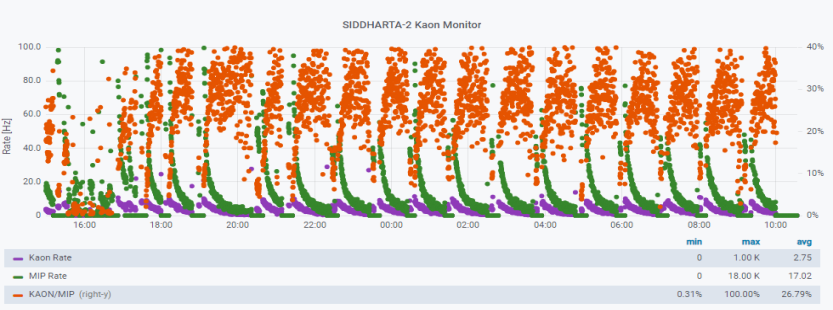 SIDDHARTA-2 Kaon Monitor
100.0
80.0
60.0
40.0
20.0
0
Rate [Hz]
40%
30%
20%
10%
0%
16:00 18:00 20:00 22:00 00:00 02:00 04:00 06:00 08:00 10:00
min max avg
Kaon Rate 0 1.00 K 2.75
MIP Rate 0 18.00 K 17.02
KAON/MIP (right-y) 0.31% 100.00% 26.79%